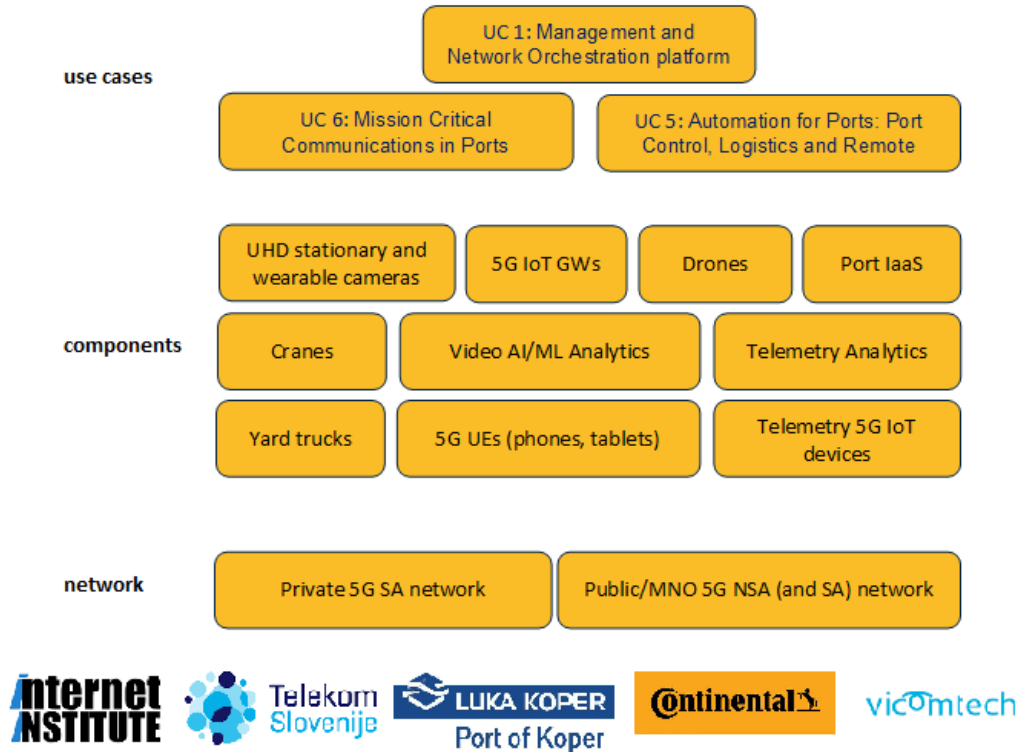 use cases
UC 1: Management and
Network Orchestration platform
UC 6: Mission Critical
Communications in Ports
UC 5: Automation for Ports: Port
Control, Logistics and Remote
components
UHD stationary and
wearable cameras
5G IoT GWs
Drones
Port IaaS
Cranes
Video AI/ML Analytics
Telemetry Analytics
Yard trucks
5G UEs (phones, tablets)
Telemetry 5G IoT
devices
network
Private 5G SA network
Public/MNO 5G NSA (and SA) network
Internet
INSTITUTE
Telekom
Slovenije
LUKA KOPER
Port of Koper
Continental
vicomtech